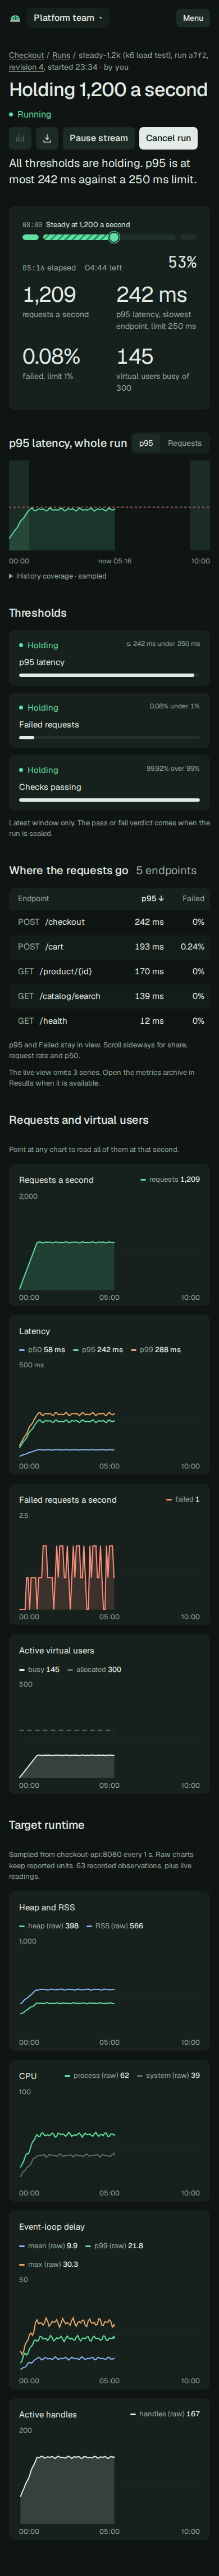 Platform team
Menu
Checkout / Runs / steady-1.2k (k6 load test), run a7f2,
revision 4, started 23:34 · by you
Holding 1,200 a second
Running
Pause stream
Cancel run
All thresholds are holding. p95 is at
most 242 ms against a 250 ms limit.
08:00 Steady at 1,200 a second
05:16 elapsed 04:44 left
53%
1,209
requests a second
242 ms
p95 latency, slowest
endpoint, limit 250 ms
0.08%
failed, limit 1%
145
virtual users busy of
300
p95 latency, whole run
p95
Requests
00:00
now 05:16
10:00
History coverage · sampled
Thresholds
Holding
≤ 242 ms under 250 ms
p95 latency
Holding
0.08% under 1%
Failed requests
Holding
99.92% over 99%
Checks passing
Latest window only. The pass or fail verdict comes when the
run is sealed.
Where the requests go 5 endpoints
Endpoint p95 ↓ Failed
POST /checkout 242 ms 0%
POST /cart 193 ms 0.24%
GET /product/{id} 170 ms 0%
GET /catalog/search 139 ms 0%
GET /health 12 ms 0%
p95 and Failed stay in view. Scroll sideways for share,
request rate and p50.
The live view omits 3 series. Open the metrics archive in
Results when it is available.
Requests and virtual users
Point at any chart to read all of them at that second.
Requests a second
requests 1,209
2,000
00:00 05:00 10:00
Latency
p50 58 ms p95 242 ms p99 288 ms
500 ms
00:00 05:00 10:00
Failed requests a second
failed 1
2.5
00:00 05:00 10:00
Active virtual users
busy 145 allocated 300
500
00:00 05:00 10:00
Target runtime
Sampled from checkout-api:8080 every 1 s. Raw charts
keep reported units. 63 recorded observations, plus live
readings.
Heap and RSS
heap (raw) 398 RSS (raw) 566
1,000
00:00 05:00 10:00
CPU
process (raw) 62 system (raw) 39
100
00:00 05:00 10:00
Event-loop delay
mean (raw) 9.9 p99 (raw) 21.8
max (raw) 30.3
50
00:00 05:00 10:00
Active handles
handles (raw) 167
200
00:00 05:00 10:00